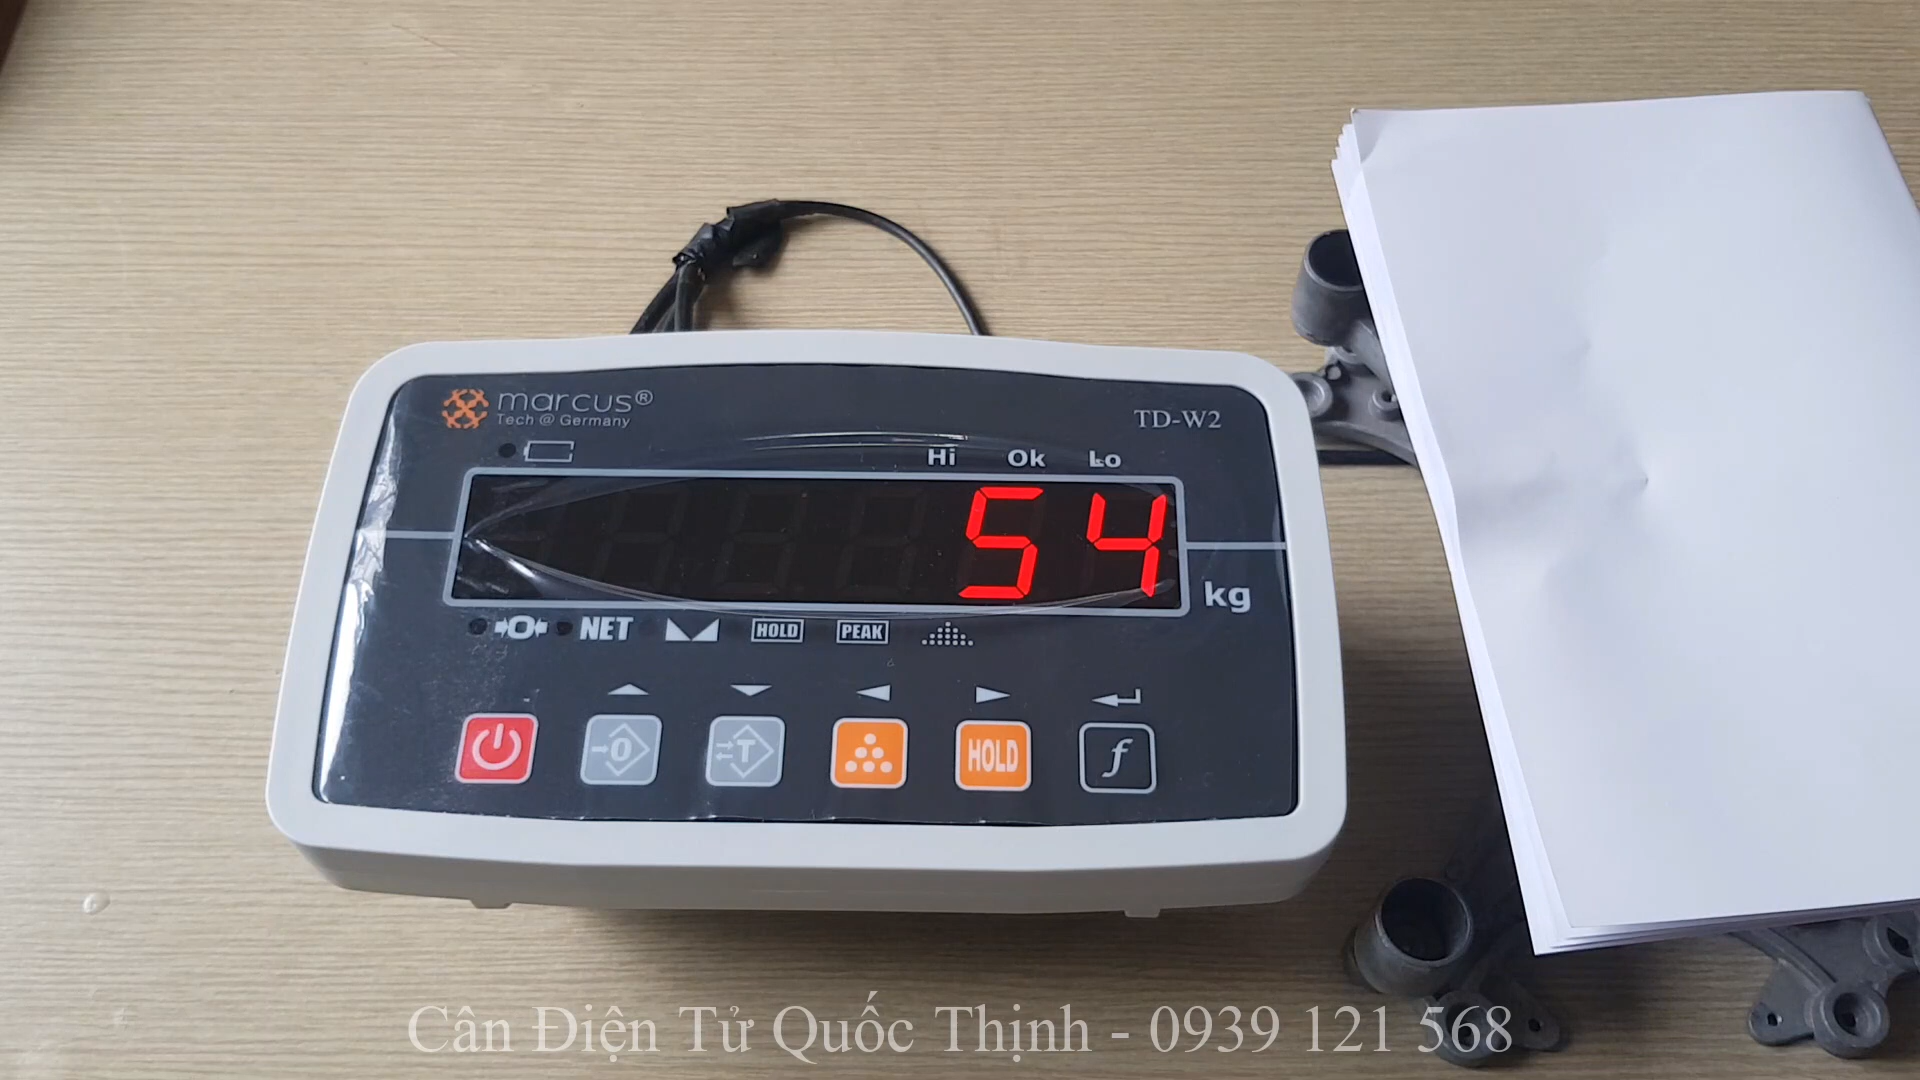 marcus®
Tech @ Germany
TD-W2
Hi Ok Lo
54
kg
0 NET HOLD PEAK
0 T HOLD f
Cân Điện Tử Quốc Thịnh - 0939 121 568